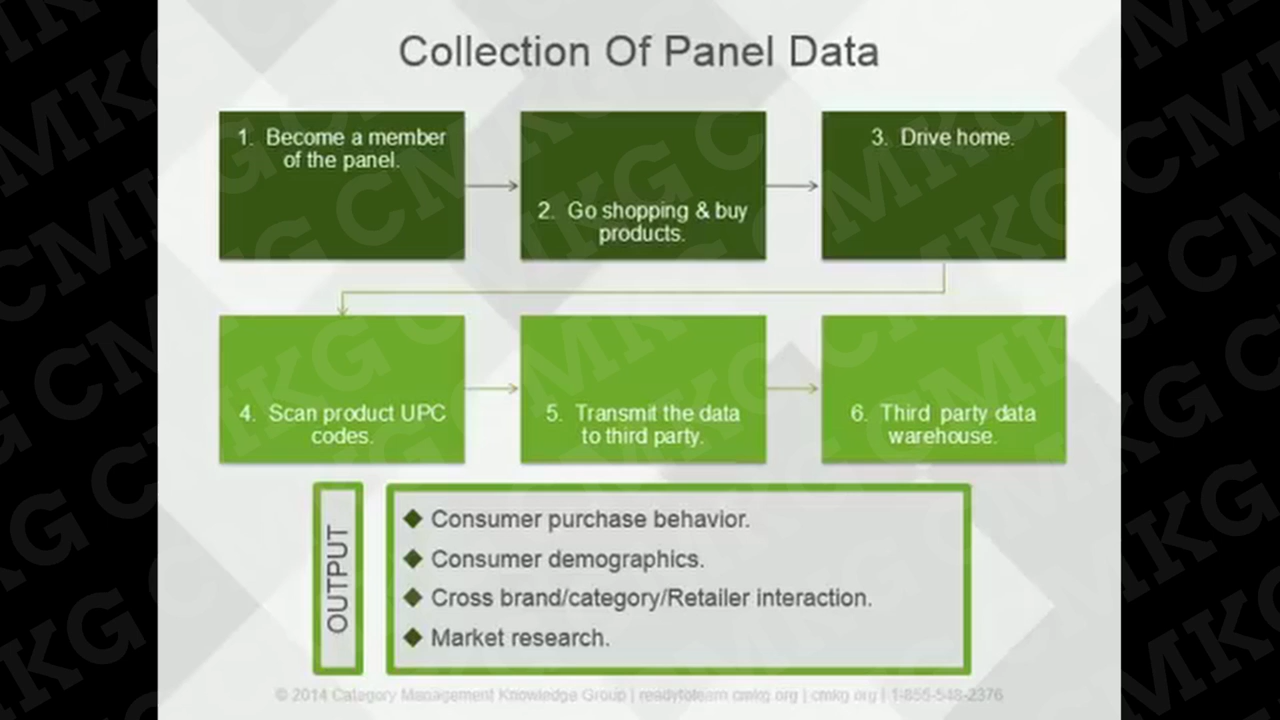 Collection Of Panel Data
1. Become a member
of the panel.
2. Go shopping & buy
products.
3. Drive home.
4. Scan product UPC
codes.
5. Transmit the data
to third party.
6. Third party data
warehouse.
OUTPUT
Consumer purchase behavior.
Consumer demographics.
Cross brand/category/Retailer interaction.
Market research.
© 2014 Category Management Knowledge Group | readytolearn cmkg org | cmkg org | 1-855-548-2376
CMKG